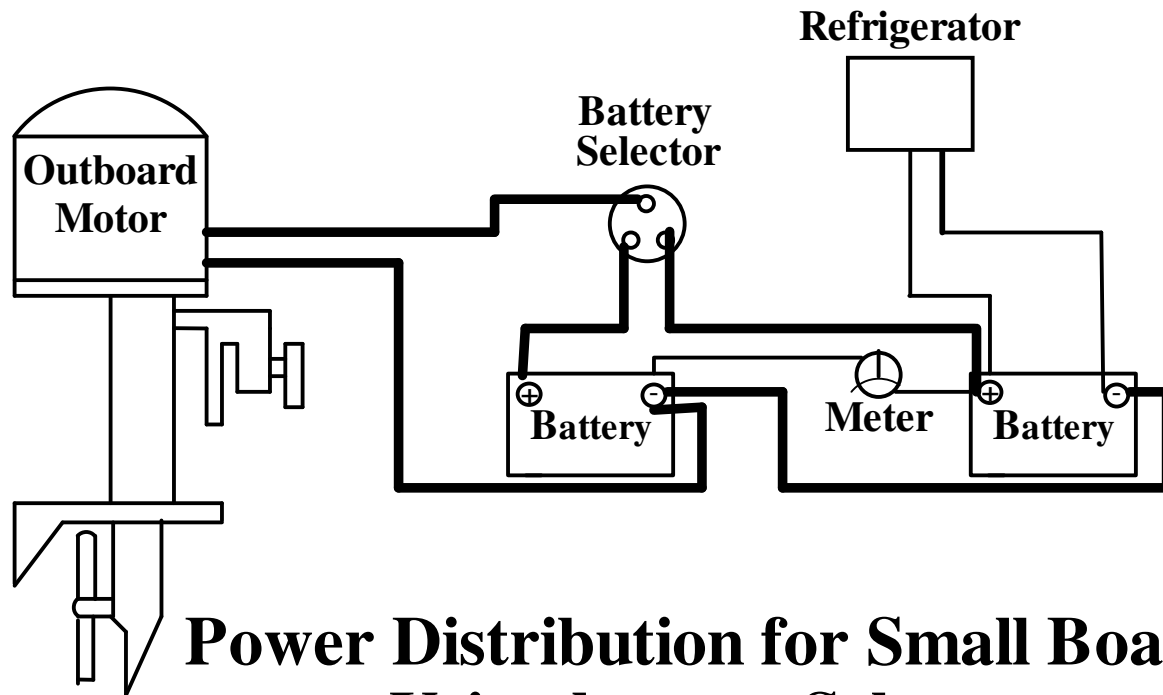 Refrigerator
Battery
Selector
Outboard
Motor
+
-
+
-
Battery
Meter
Battery
Power Distribution for Small Boa